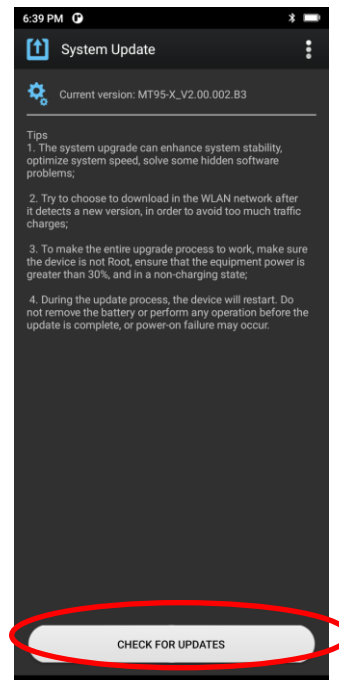 6:39 PM
System Update
Current version: MT95-X_V2.00.002.B3
Tips
1. The system upgrade can enhance system stability,
optimize system speed, solve some hidden software
problems;
2. Try to choose to download in the WLAN network after
it detects a new version, in order to avoid too much traffic
charges;
3. To make the entire upgrade process to work, make sure
the device is not Root, ensure that the equipment power is
greater than 30%, and in a non-charging state;
4. During the update process, the device will restart. Do
not remove the battery or perform any operation before the
update is complete, or power-on failure may occur.
CHECK FOR UPDATES